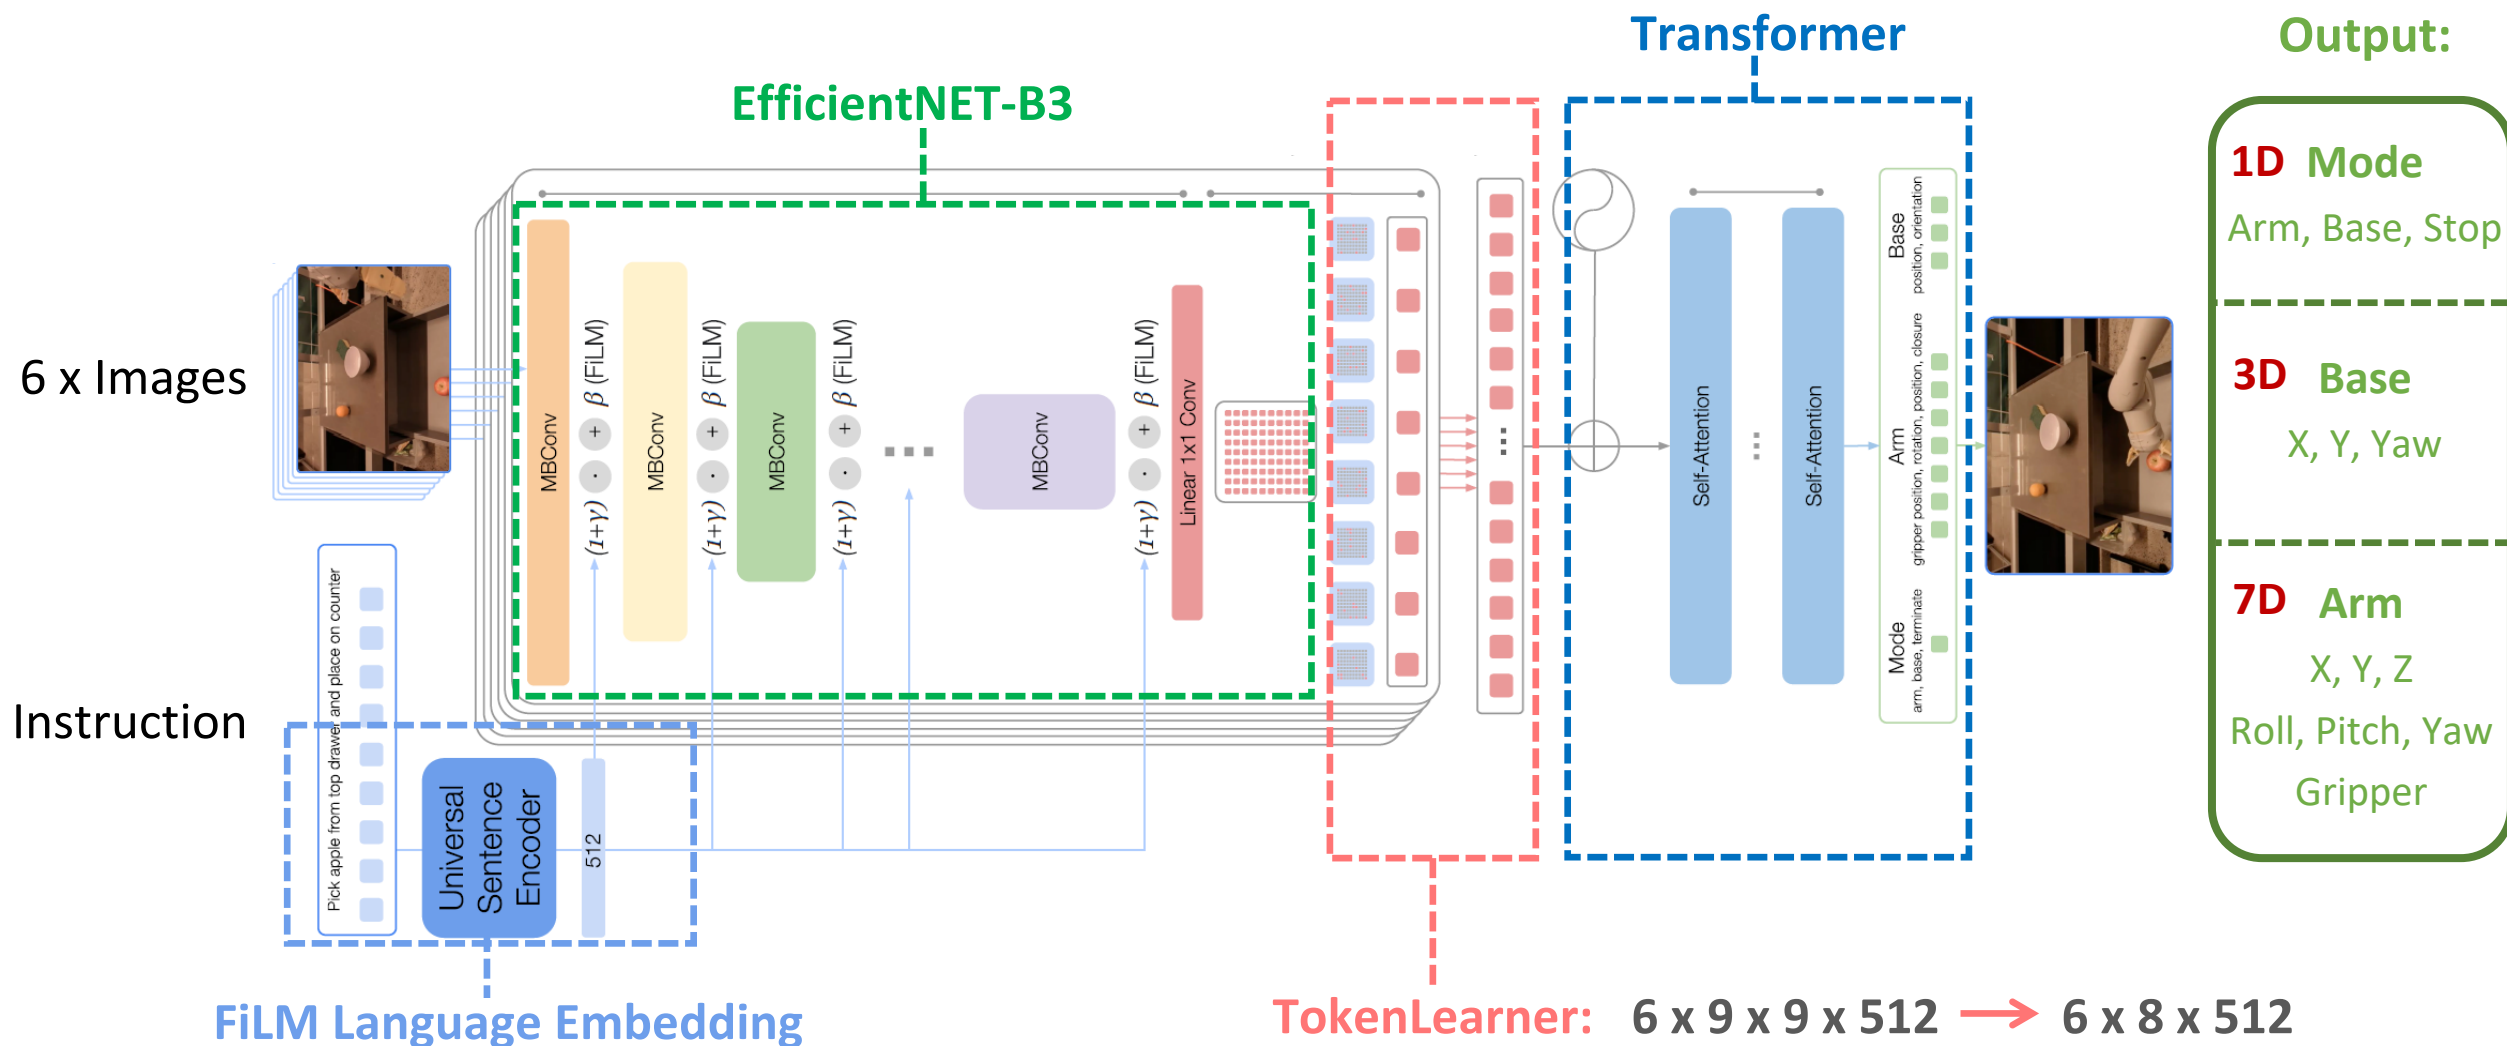 Transformer
Output:
EfficientNET-B3
1D Mode
Arm, Base, Stop
3D Base
X, Y, Yaw
7D Arm
X, Y, Z
Roll, Pitch, Yaw
Gripper
6 x Images
Instruction
Pick apple from top drawer and place on counter
Universal
Sentence
Encoder
512
MBConv
(1+γ) · + β (FiLM)
MBConv
(1+γ) · + β (FiLM)
MBConv
(1+γ) · + β (FiLM)
...
MBConv
(1+γ) · + β (FiLM)
Linear 1x1 Conv
...
Self-Attention
...
Self-Attention
Mode
arm, base, terminate
Arm
gripper position, rotation, position, closure
Base
position, orientation
FiLM Language Embedding
TokenLearner: 6 x 9 x 9 x 512 → 6 x 8 x 512